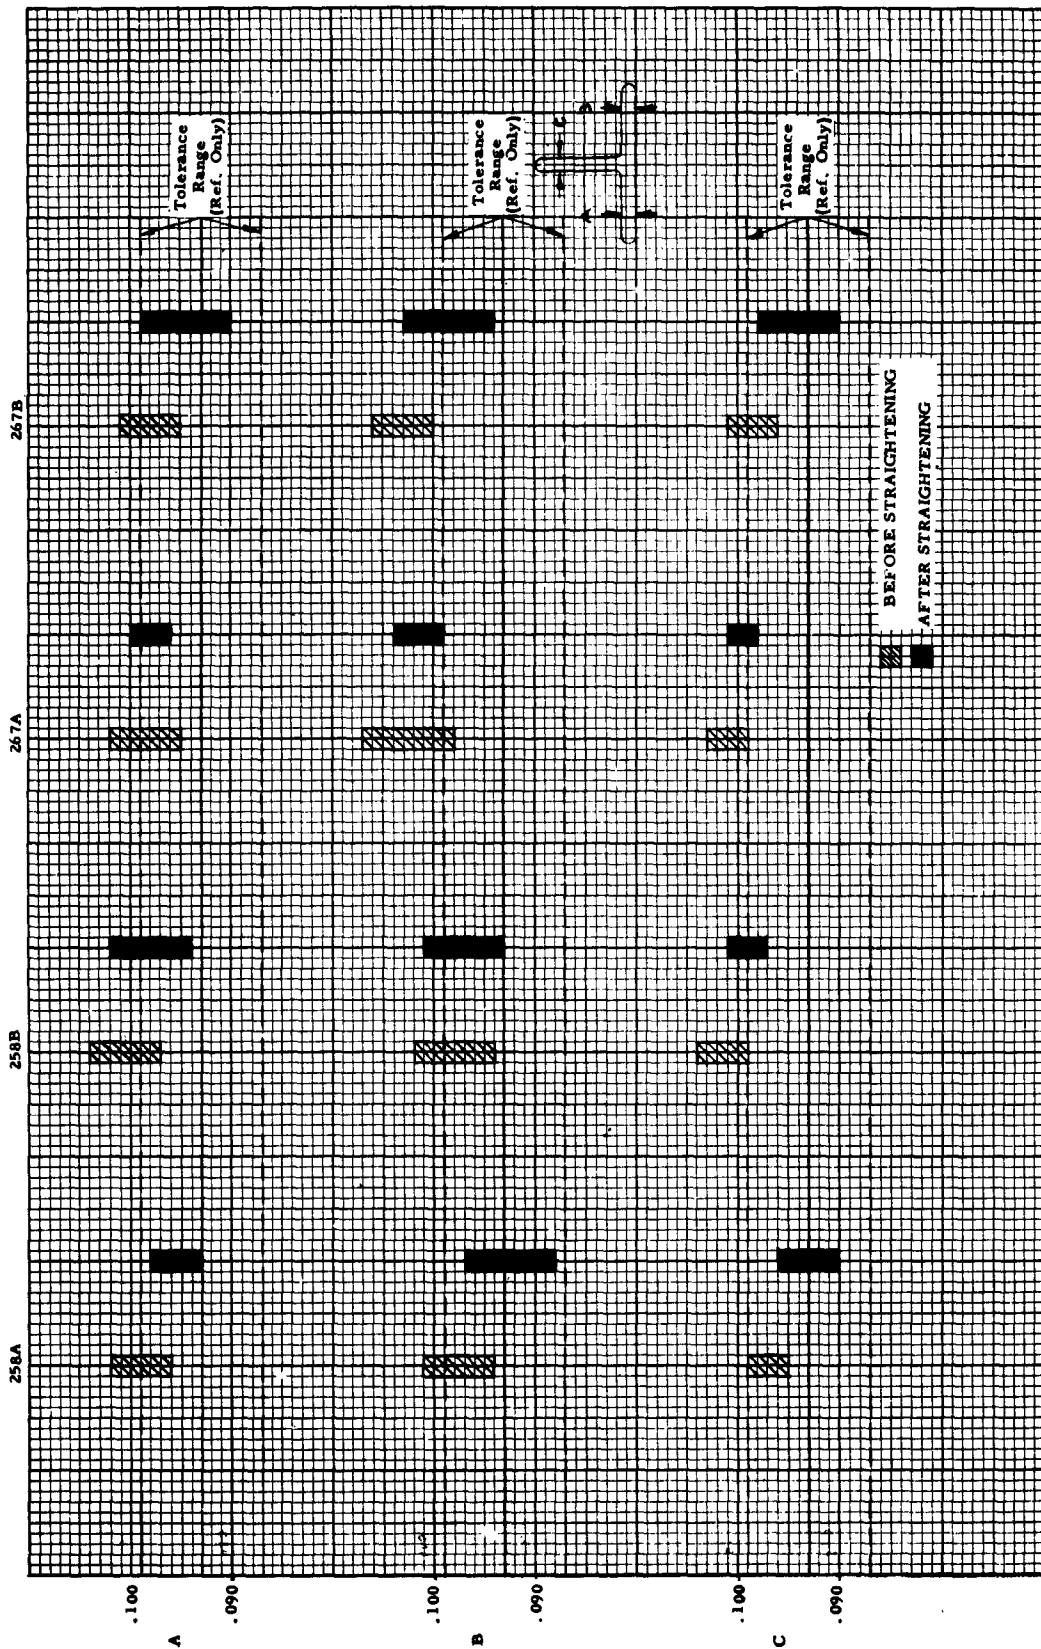 258A
258B
267A
267B
A
.100
.090
B
.100
.090
C
.100
.090
Tolerance
Range
(Ref. Only)
Tolerance
Range
(Ref. Only)
A
C
Tolerance
Range
(Ref. Only)
BEFORE STRAIGHTENING
AFTER STRAIGHTENING